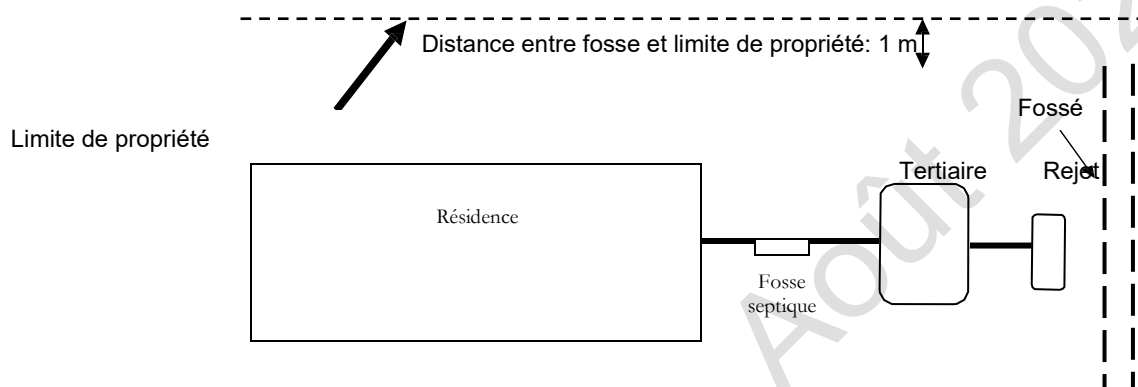 Distance entre fosse et limite de propriété: 1 m
Fossé
Limite de propriété
Tertiaire
Rejet
Résidence
Fosse
septique
Août 202